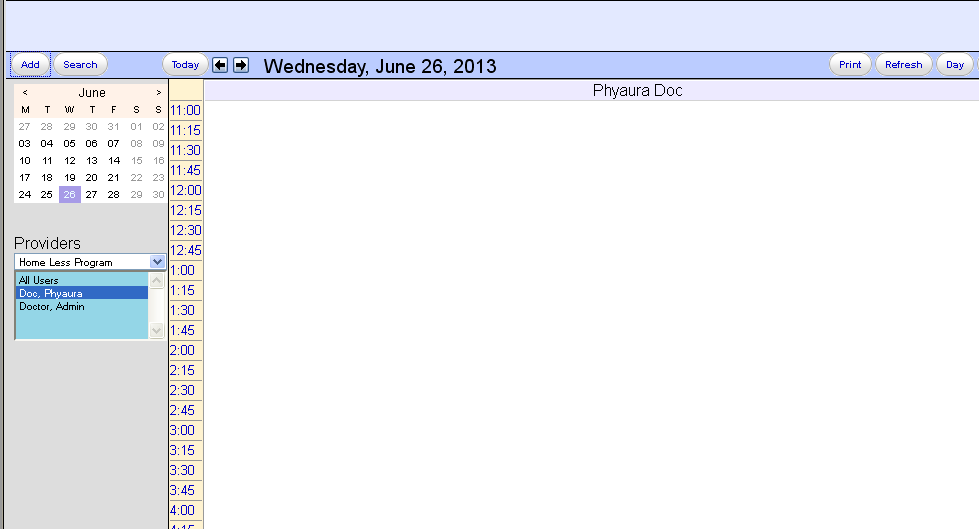 Add Search Today Wednesday, June 26, 2013 Print Refresh Day
< June >
M T W T F S S
27 28 29 30 31 01 02
03 04 05 06 07 08 09
10 11 12 13 14 15 16
17 18 19 20 21 22 23
24 25 26 27 28 29 30
Providers
Home Less Program
All Users
Doc, Phyaura
Doctor, Admin
Phyaura Doc
11:00
11:15
11:30
11:45
12:00
12:15
12:30
12:45
1:00
1:15
1:30
1:45
2:00
2:15
2:30
2:45
3:00
3:15
3:30
3:45
4:00
4:15